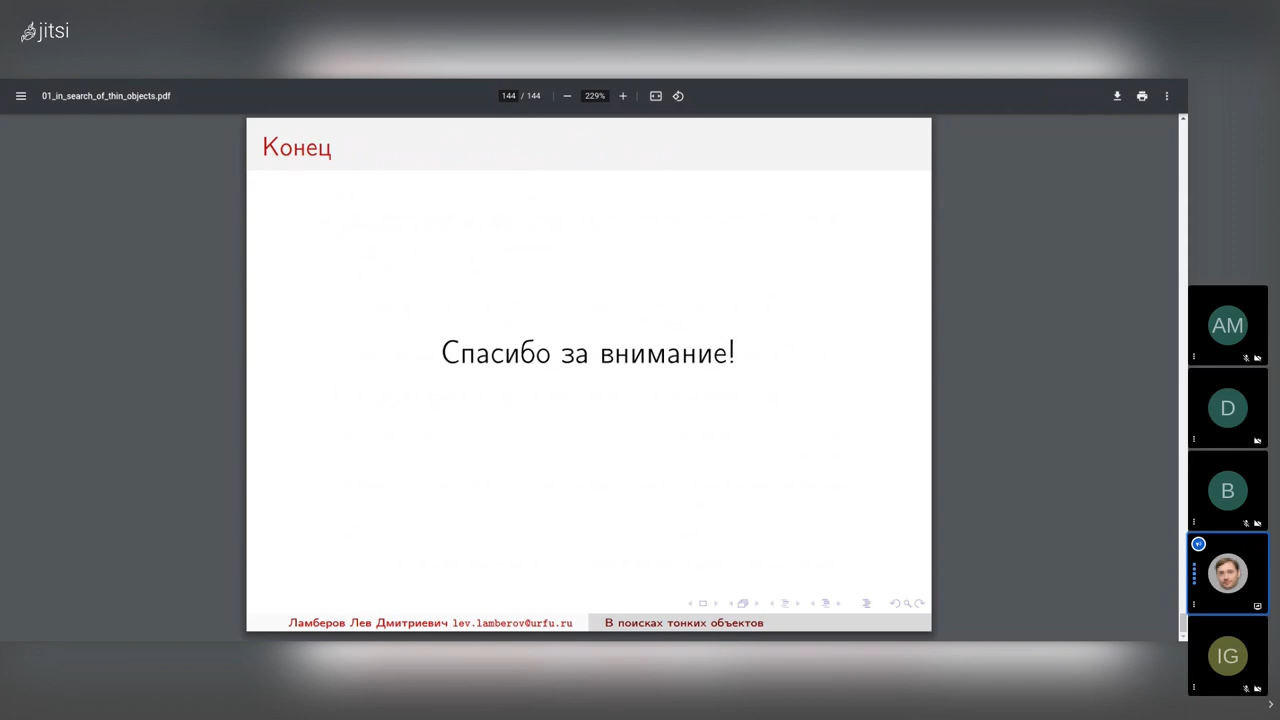 jitsi
01_in_search_of_thin_objects.pdf
144 / 144
229%
Конец
Спасибо за внимание!
Ламберов Лев Дмитриевич lev.lamberov@urfu.ru
В поисках тонких объектов
AM
D
B
IG